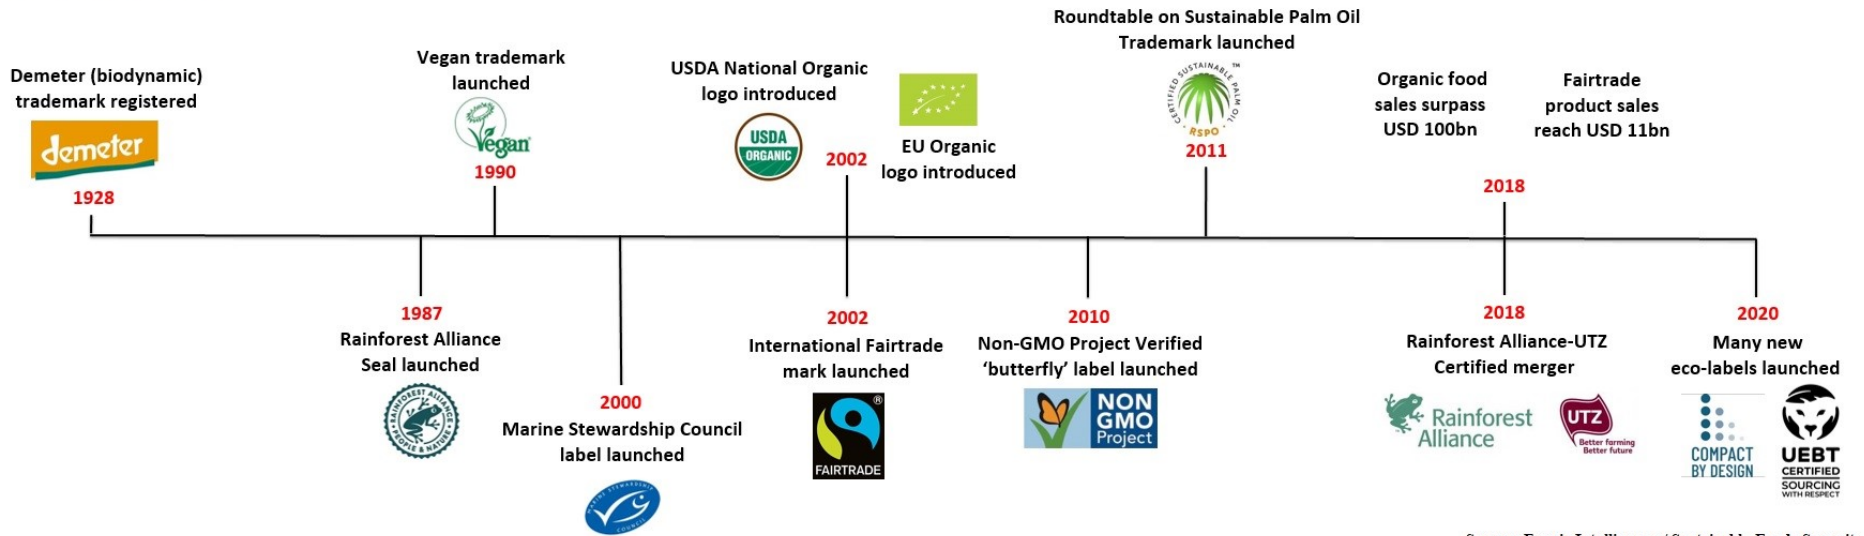 Demeter (biodynamic)
trademark registered
demeter
1928
Vegan trademark
launched
Vegan
1990
USDA National Organic
logo introduced
USDA
ORGANIC
2002
EU Organic
logo introduced
Roundtable on Sustainable Palm Oil
Trademark launched
CERTIFIED SUSTAINABLE PALM OIL
TM
RSPO
2011
Organic food
sales surpass
USD 100bn
Fairtrade
product sales
reach USD 11bn
2018
1987
Rainforest Alliance
Seal launched
RAINFOREST ALLIANCE
PEOPLE & NATURE
2000
Marine Stewardship Council
label launched
MARINE STEWARDSHIP
COUNCIL
2002
International Fairtrade
mark launched
®
FAIRTRADE
2010
Non-GMO Project Verified
‘butterfly’ label launched
NON
GMO
Project
2018
Rainforest Alliance-UTZ
Certified merger
Rainforest
Alliance
UTZ
Better farming
Better future
2020
Many new
eco-labels launched
COMPACT
BY DESIGN
UEBT
CERTIFIED
SOURCING
WITH RESPECT